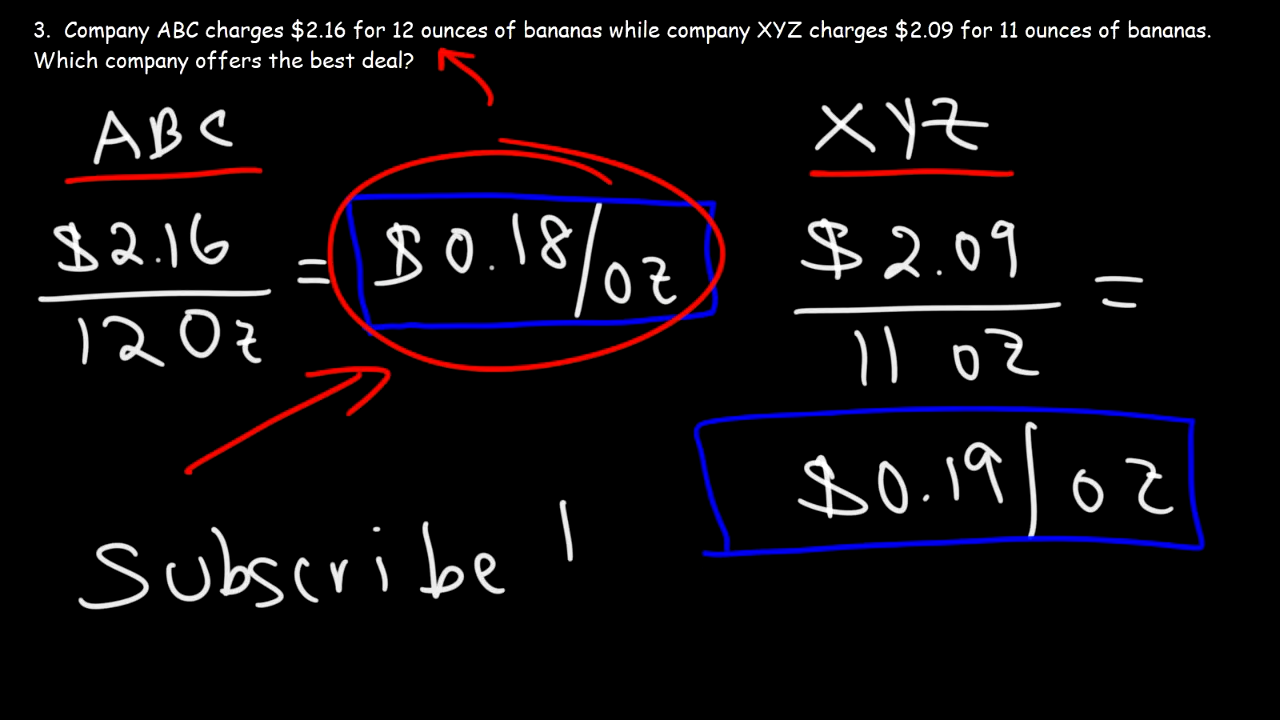 3. Company ABC charges $2.16 for 12 ounces of bananas while company XYZ charges $2.09 for 11 ounces of bananas.
Which company offers the best deal?
ABC
$2.16
12 Oz
= $0.18/oz
XYZ
$2.09
11 oz
=
$0.19/oz
Subscribe !